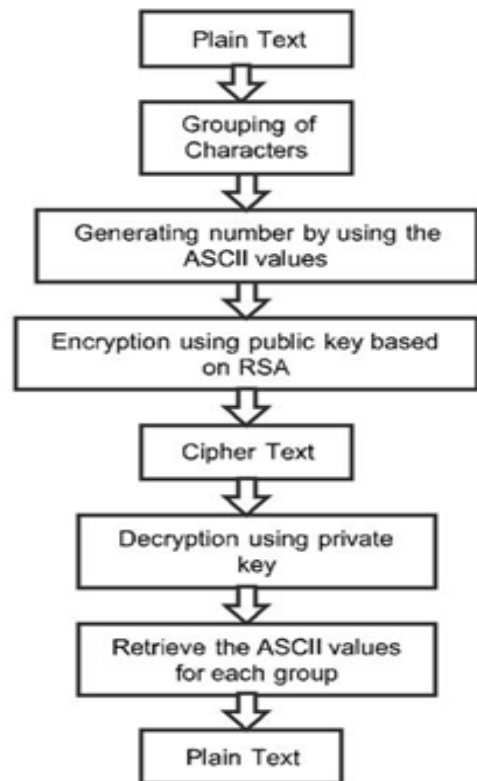 Plain Text
Grouping of
Characters
Generating number by using the
ASCII values
Encryption using public key based
on RSA
Cipher Text
Decryption using private
key
Retrieve the ASCII values
for each group
Plain Text